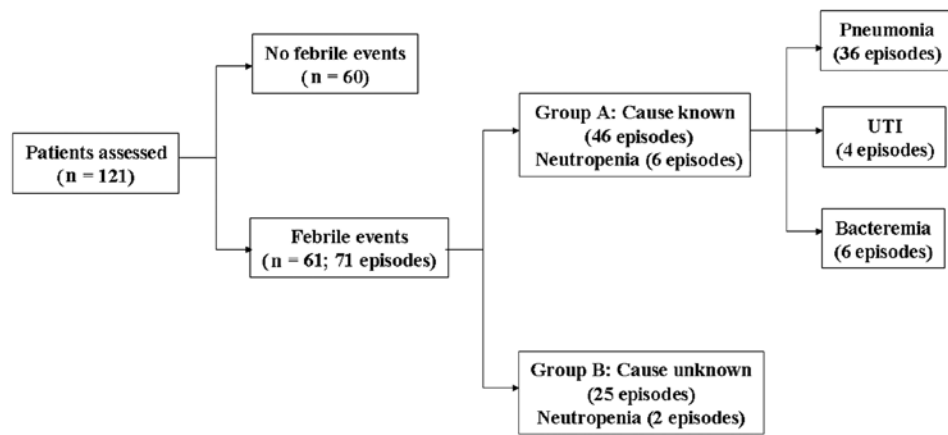 Patients assessed
(n = 121)
No febrile events
(n = 60)
Febrile events
(n = 61; 71 episodes)
Group A: Cause known
(46 episodes)
Neutropenia (6 episodes)
Group B: Cause unknown
(25 episodes)
Neutropenia (2 episodes)
Pneumonia
(36 episodes)
UTI
(4 episodes)
Bacteremia
(6 episodes)